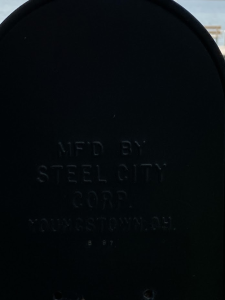 MF'D BY
STEEL CITY
CORP.
YOUNGSTOWN, OH.